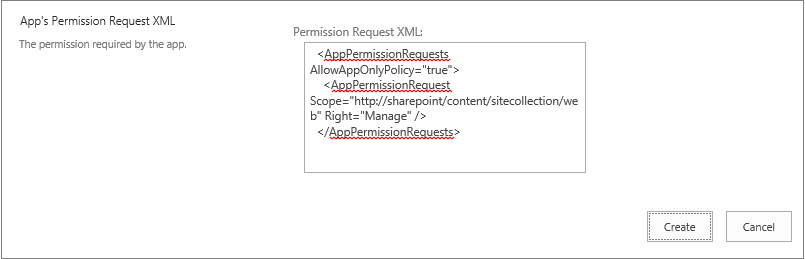 App's Permission Request XML
The permission required by the app.
Permission Request XML:
<AppPermissionRequests
AllowAppOnlyPolicy="true">
<AppPermissionRequest
Scope="http://sharepoint/content/sitecollection/we
b" Right="Manage" />
</AppPermissionRequests>
Create Cancel